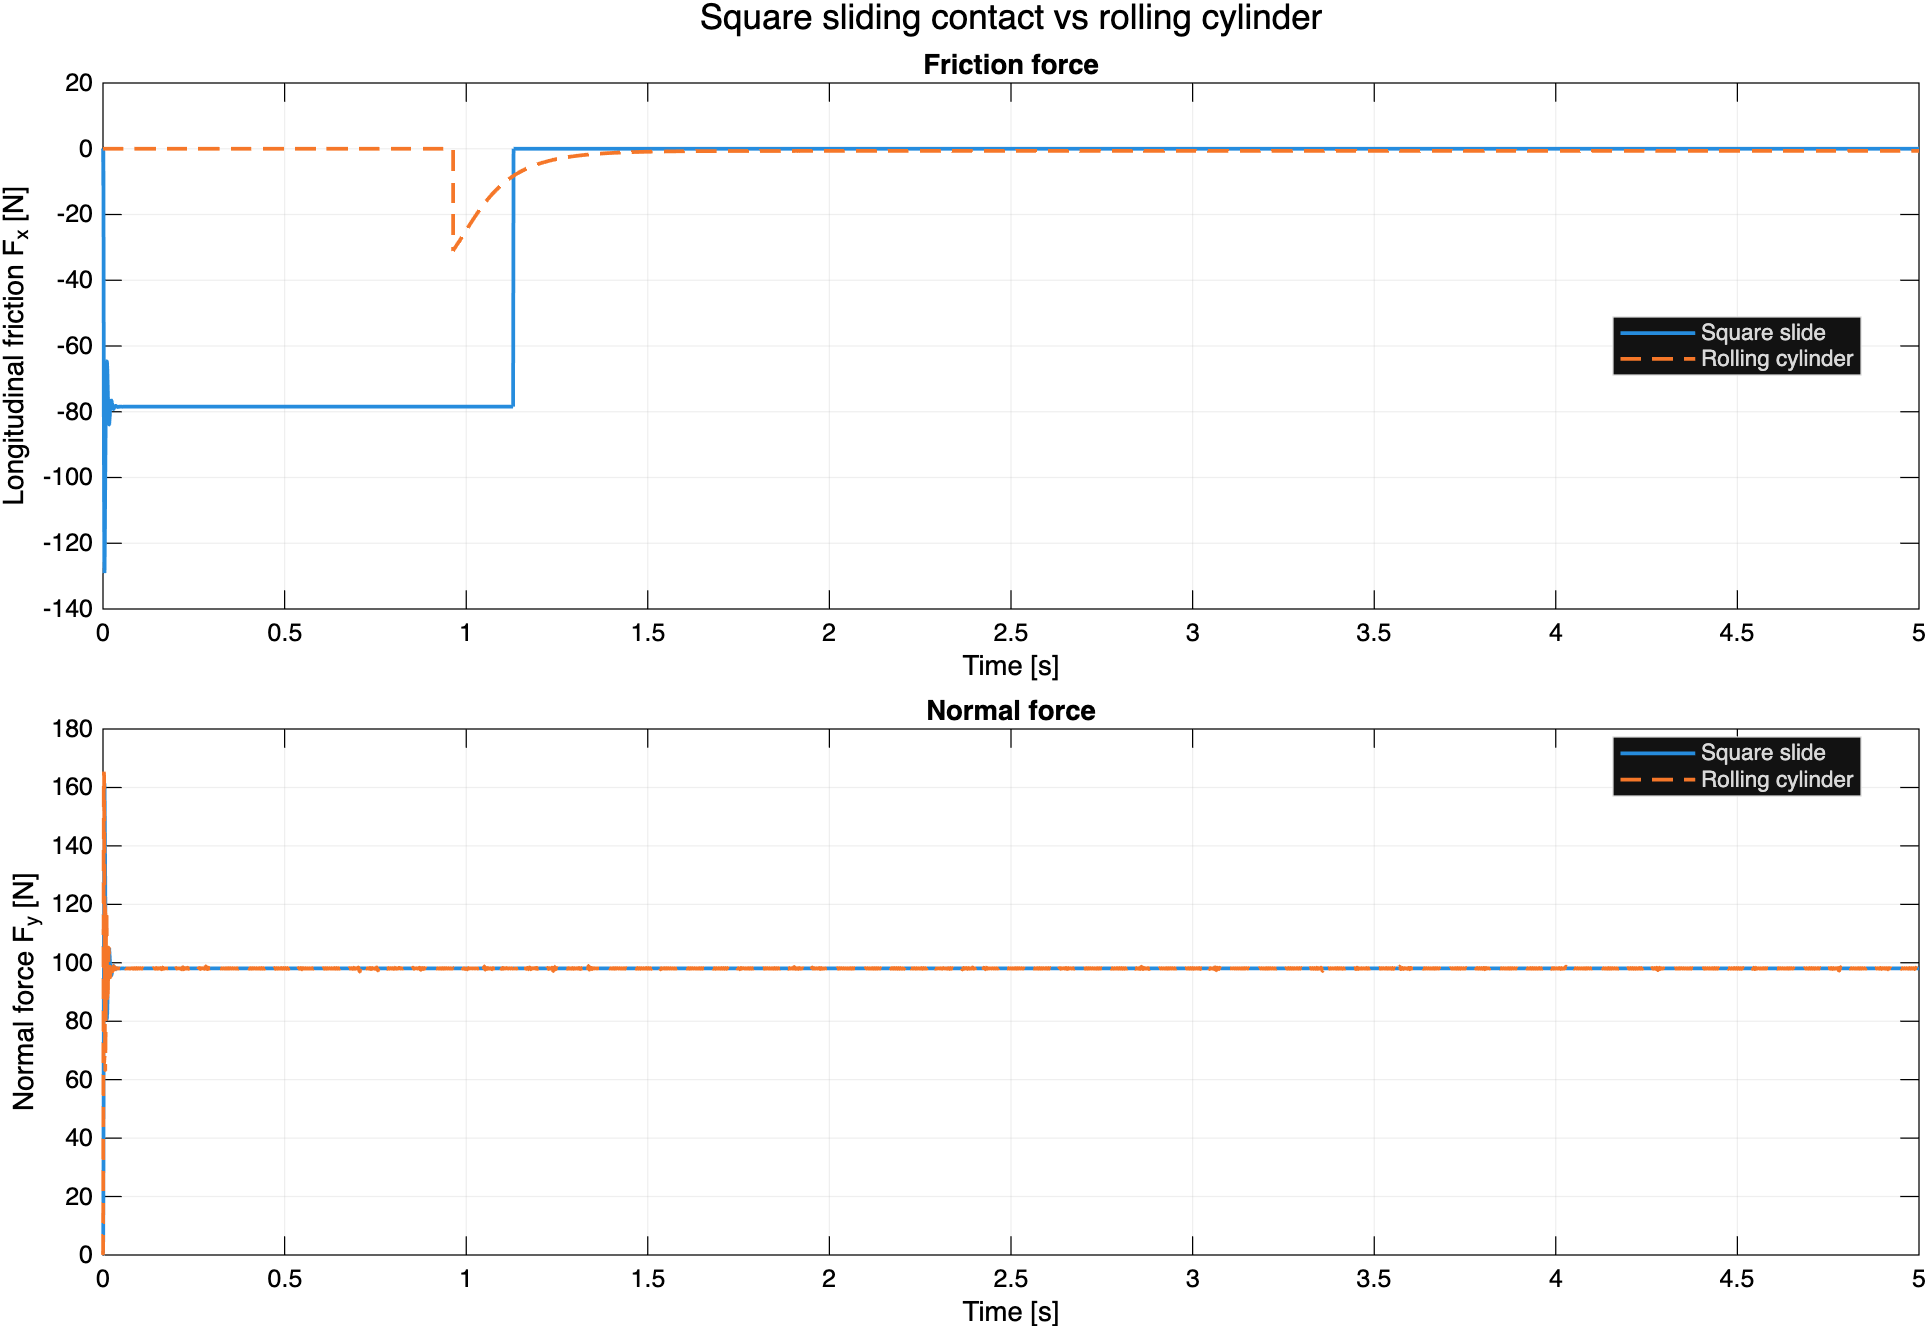 Square sliding contact vs rolling cylinder
Friction force
20
0
-20
-40
-60
-80
-100
-120
-140
Longitudinal friction Fx [N]
Square slide
Rolling cylinder
0 0.5 1 1.5 2 2.5 3 3.5 4 4.5 5
Time [s]
Normal force
180
160
140
120
100
80
60
40
20
0
Normal force Fy [N]
Square slide
Rolling cylinder
0 0.5 1 1.5 2 2.5 3 3.5 4 4.5 5
Time [s]